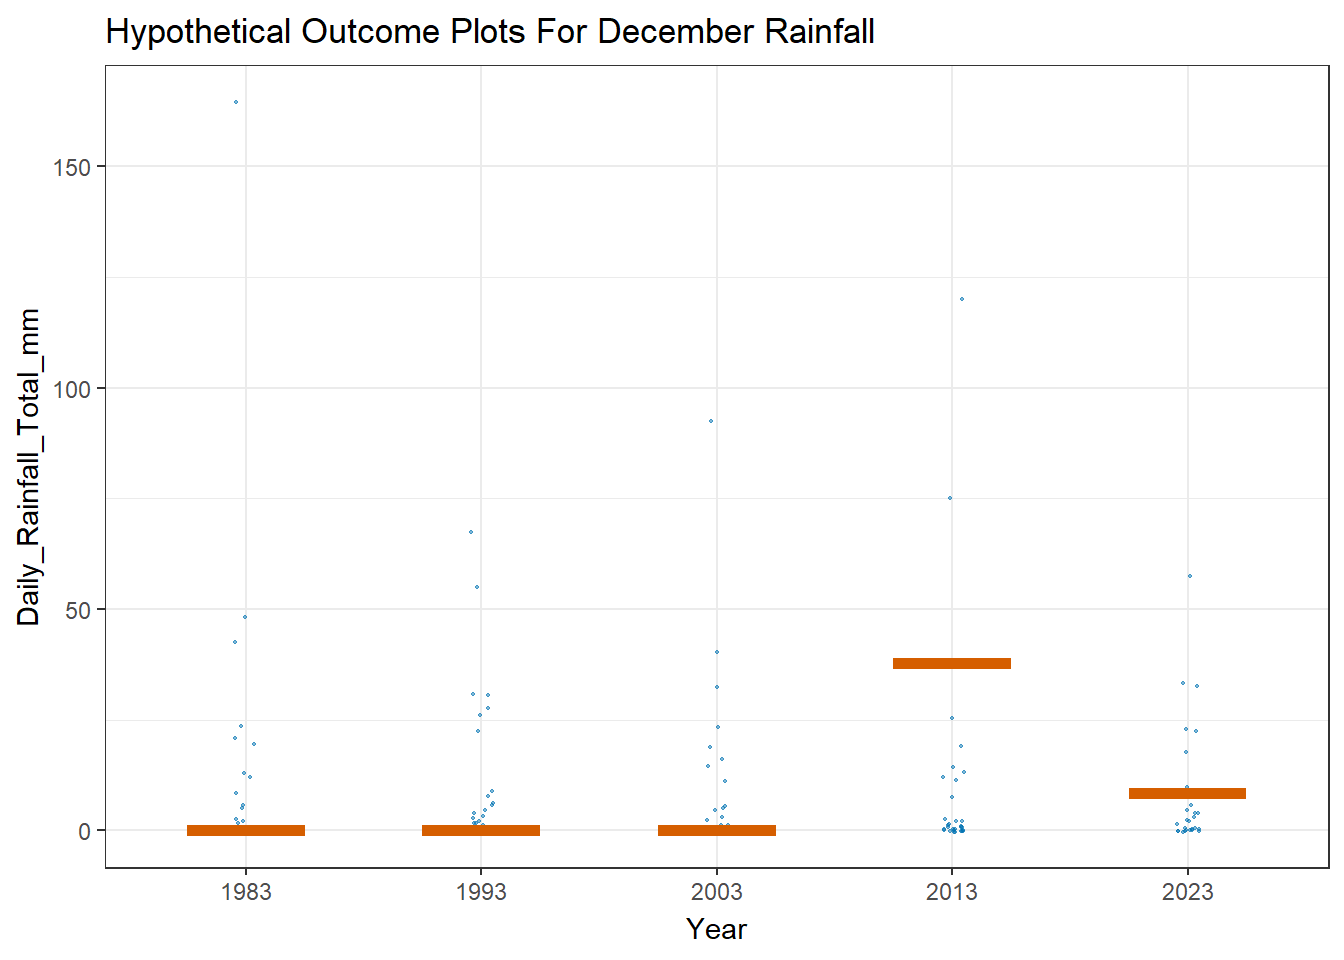 Hypothetical Outcome Plots For December Rainfall
Daily_Rainfall_Total_mm
150
100
50
0
1983 1993 2003 2013 2023
Year